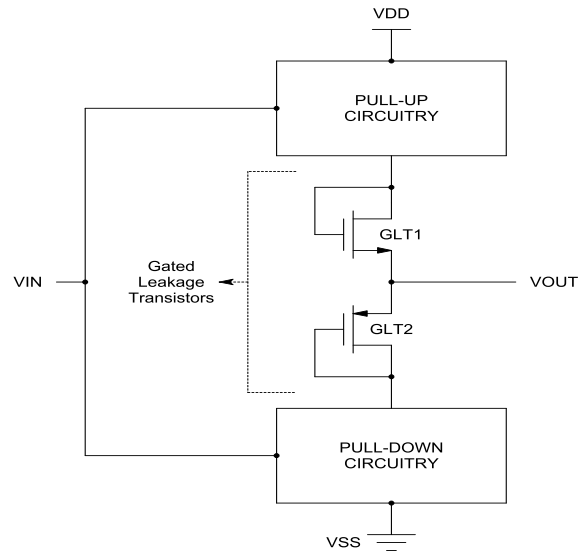 VDD
PULL-UP
CIRCUITRY
GLT1
Gated
Leakage
Transistors
VIN
VOUT
GLT2
PULL-DOWN
CIRCUITRY
VSS